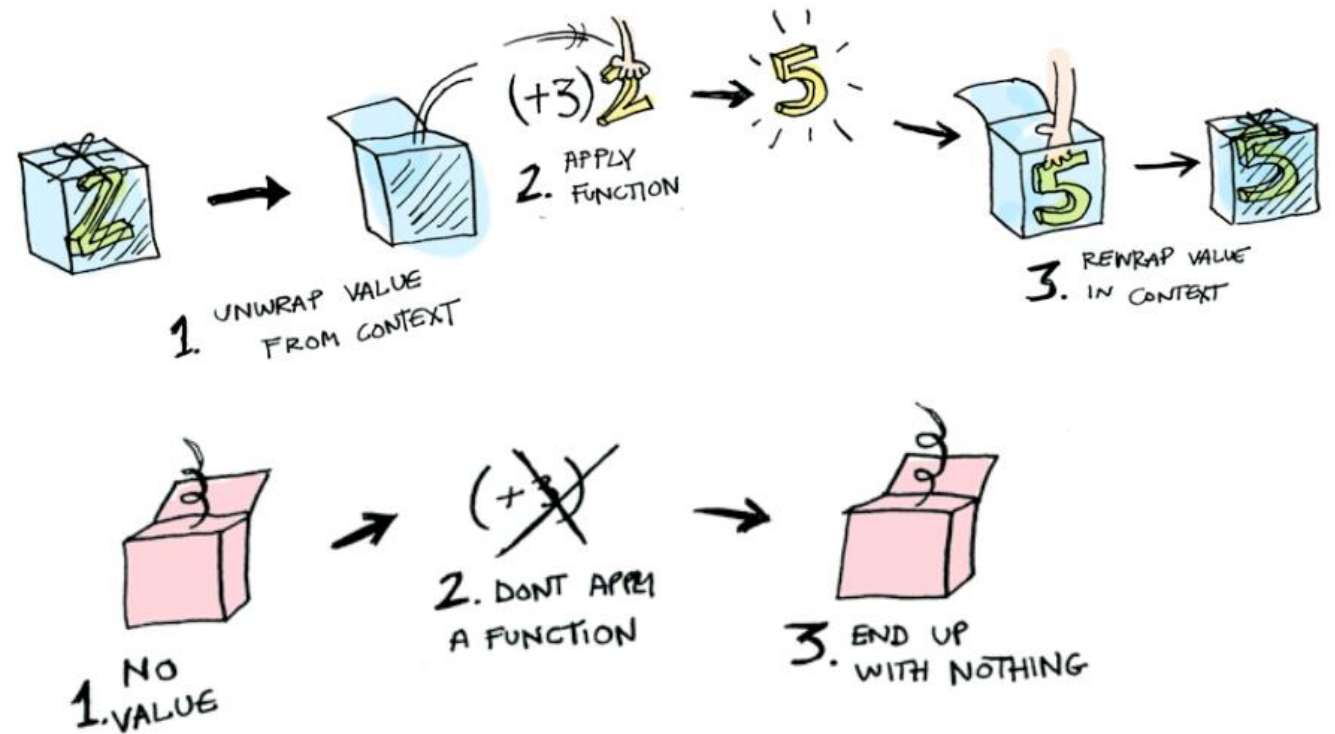 2
(+3)2
5
5
5
1. UNWRAP VALUE
FROM CONTEXT
2. APPLY
FUNCTION
3. REWRAP VALUE
IN CONTEXT
(+3)
1. NO
VALUE
2. DONT APPLY
A FUNCTION
3. END UP
WITH NOTHING